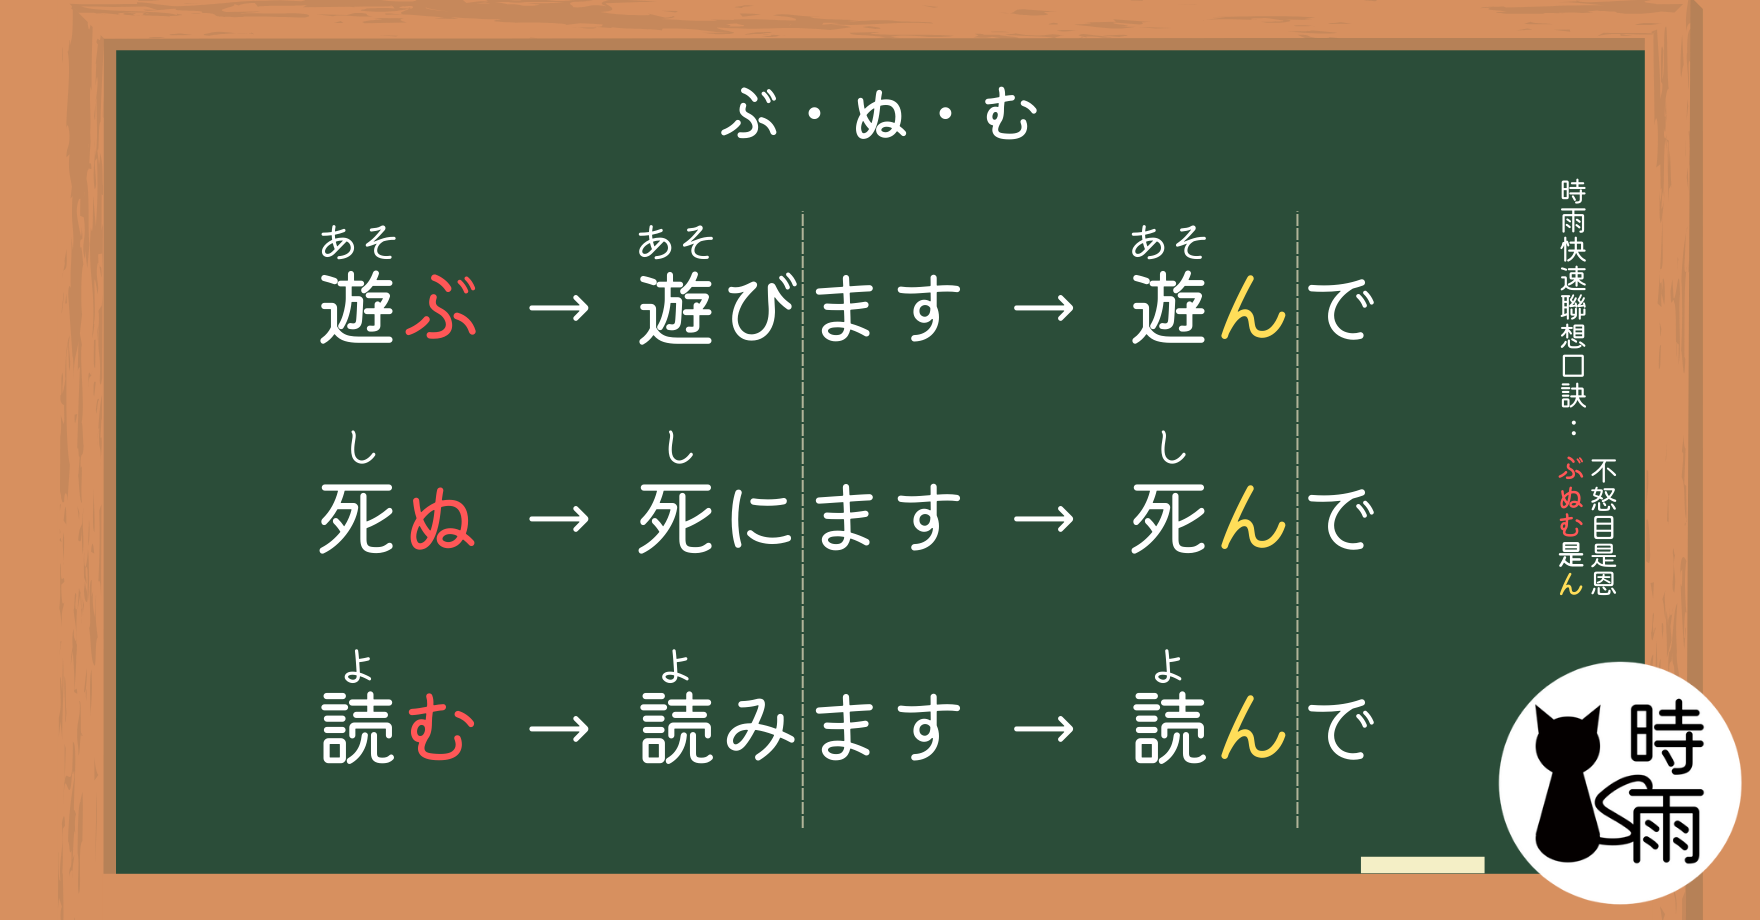 ぶ・ぬ・む
あそ あそ あそ
遊ぶ → 遊びます → 遊んで
し し し
死ぬ → 死にます → 死んで
よ よ よ
読む → 読みます → 読んで
時雨快速聯想口訣：
不怒目是恩
ぶぬむ是ん
時雨